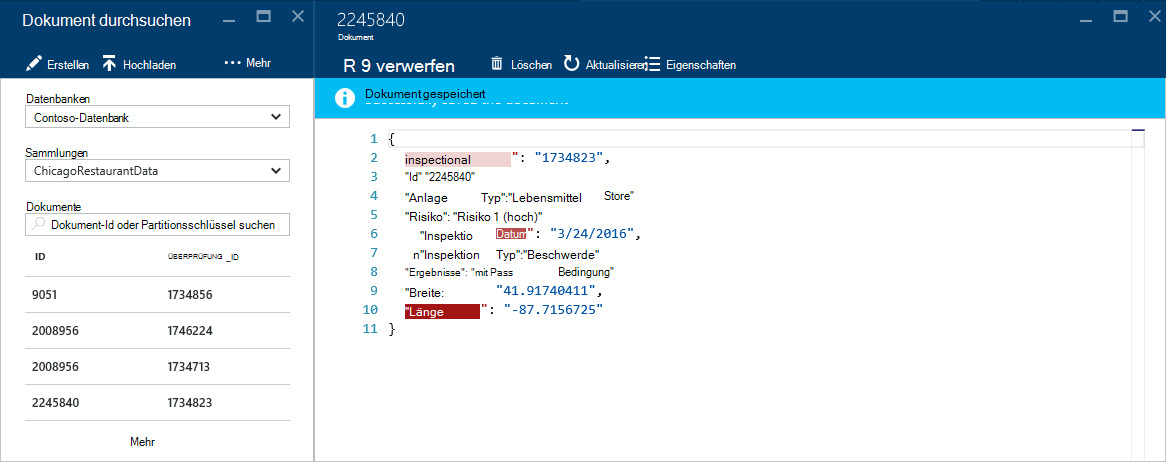 Dokument durchsuchen
Erstellen Hochladen ··· Mehr
Datenbanken
Contoso-Datenbank
Sammlungen
ChicagoRestaurantData
Dokumente
Dokument-Id oder Partitionsschlüssel suchen
ID ÜBERPRÜFUNG _ID
9051 1734856
2008956 1746224
2008956 1734713
2245840 1734823
Mehr
2245840
Dokument
R 9 verwerfen Löschen Aktualisieren Eigenschaften
Dokument gespeichert
1 {
2 inspectional ": "1734823",
3 "Id" "2245840"
4 "Anlage Typ":"Lebensmittel Store"
5 "Risiko": "Risiko 1 (hoch)"
6 "Inspektio Datum": "3/24/2016",
7 n"Inspektion Typ":"Beschwerde"
8 "Ergebnisse": "mit Pass Bedingung"
9 "Breite: "41.91740411",
10 "Länge ": "-87.7156725"
11 }